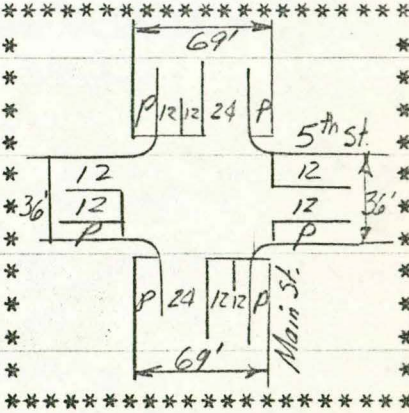 *********************
69'
P 12 12 24 P
5th St.
12 12
36' 12 12 36'
P P
P 24 12 12 P
Main St.
69'
*********************